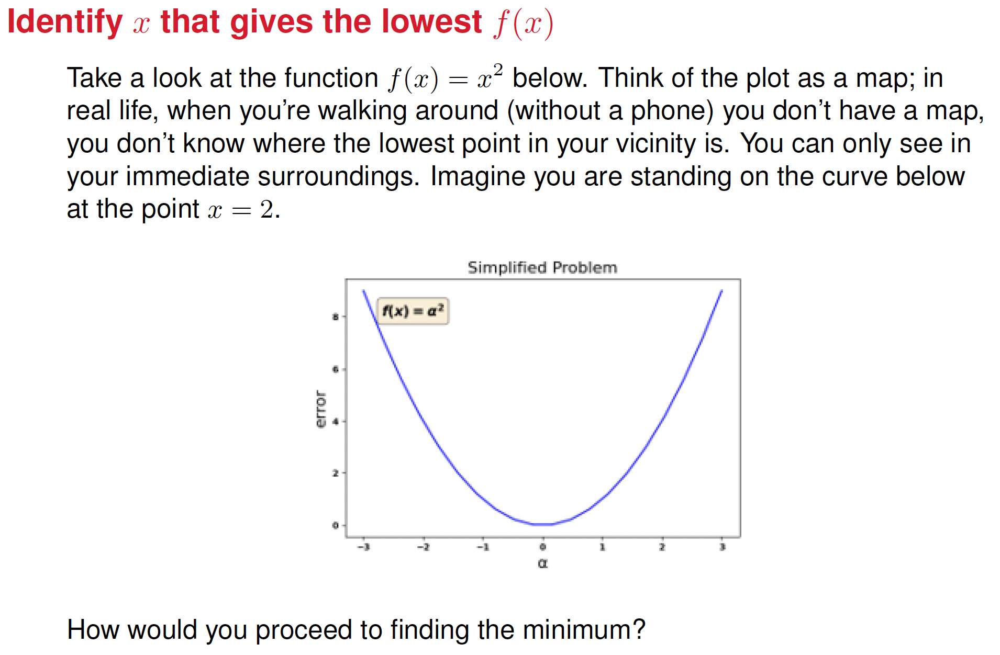 Identify x that gives the lowest f(x)
Take a look at the function f(x) = x² below. Think of the plot as a map; in
real life, when you're walking around (without a phone) you don't have a map,
you don't know where the lowest point in your vicinity is. You can only see in
your immediate surroundings. Imagine you are standing on the curve below
at the point x = 2.
Simplified Problem
f(x) = α²
8
6
error
4
2
0
−3 −2 −1 0 1 2 3
α
How would you proceed to finding the minimum?